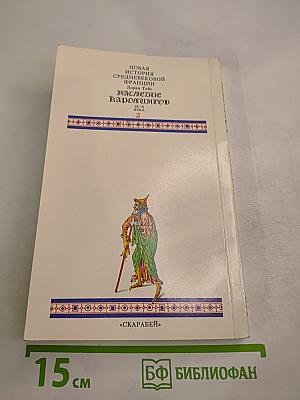 НОВАЯ
ИСТОРИЯ
СРЕДНЕВЕКОВОЙ
ФРАНЦИИ
Лоран Тейс
НАСЛЕДИЕ
КАРОЛИНГОВ
IX-X
ВЕКА
2
«СКАРАБЕЙ»
15 см
БФ БИБЛИОФАН